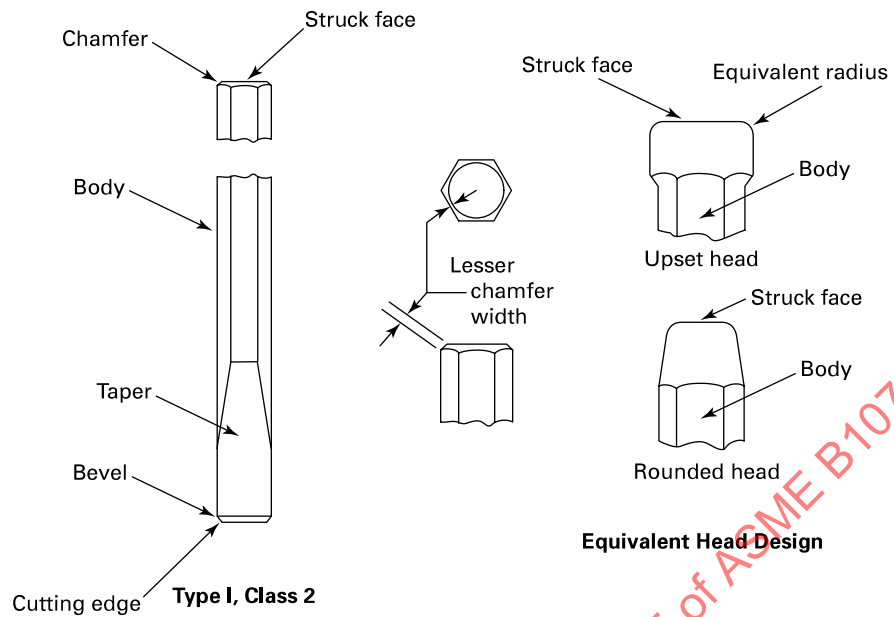 Chamfer
Struck face
Body
Taper
Bevel
Cutting edge
Type I, Class 2
Lesser
chamfer
width
Struck face
Equivalent radius
Body
Upset head
Struck face
Body
Rounded head
Equivalent Head Design
of ASME B107